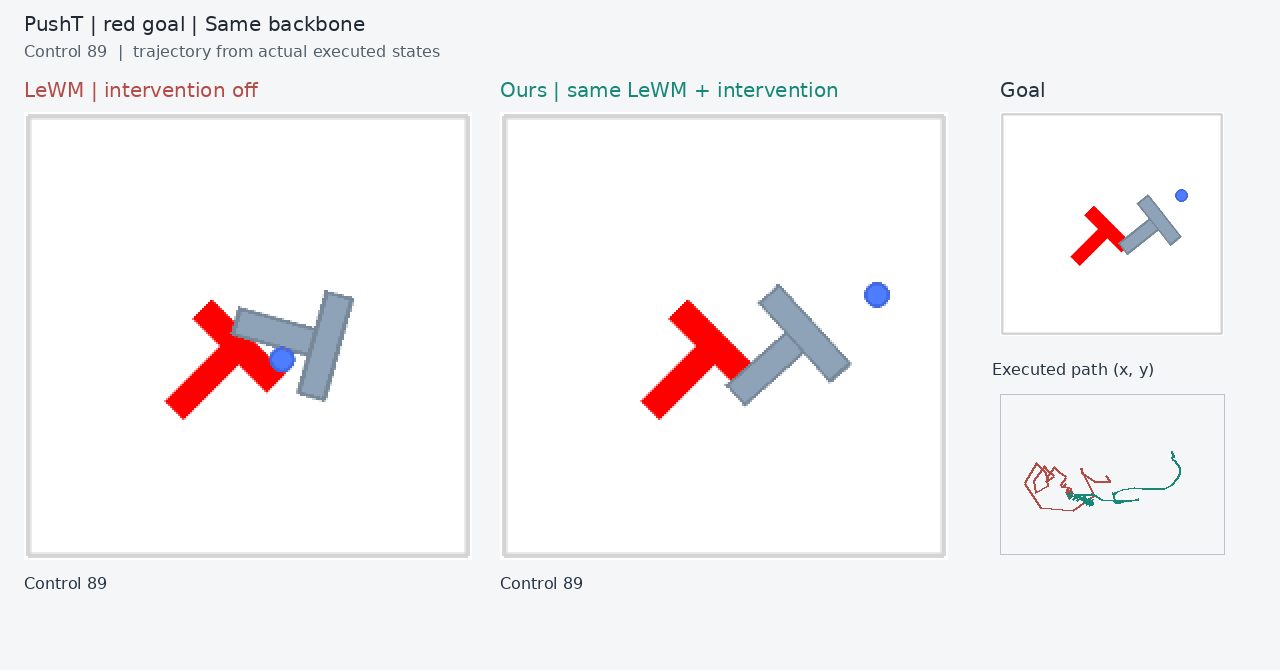 PushT | red goal | Same backbone
Control 89 | trajectory from actual executed states
LeWM | intervention off
Ours | same LeWM + intervention
Goal
Executed path (x, y)
Control 89
Control 89